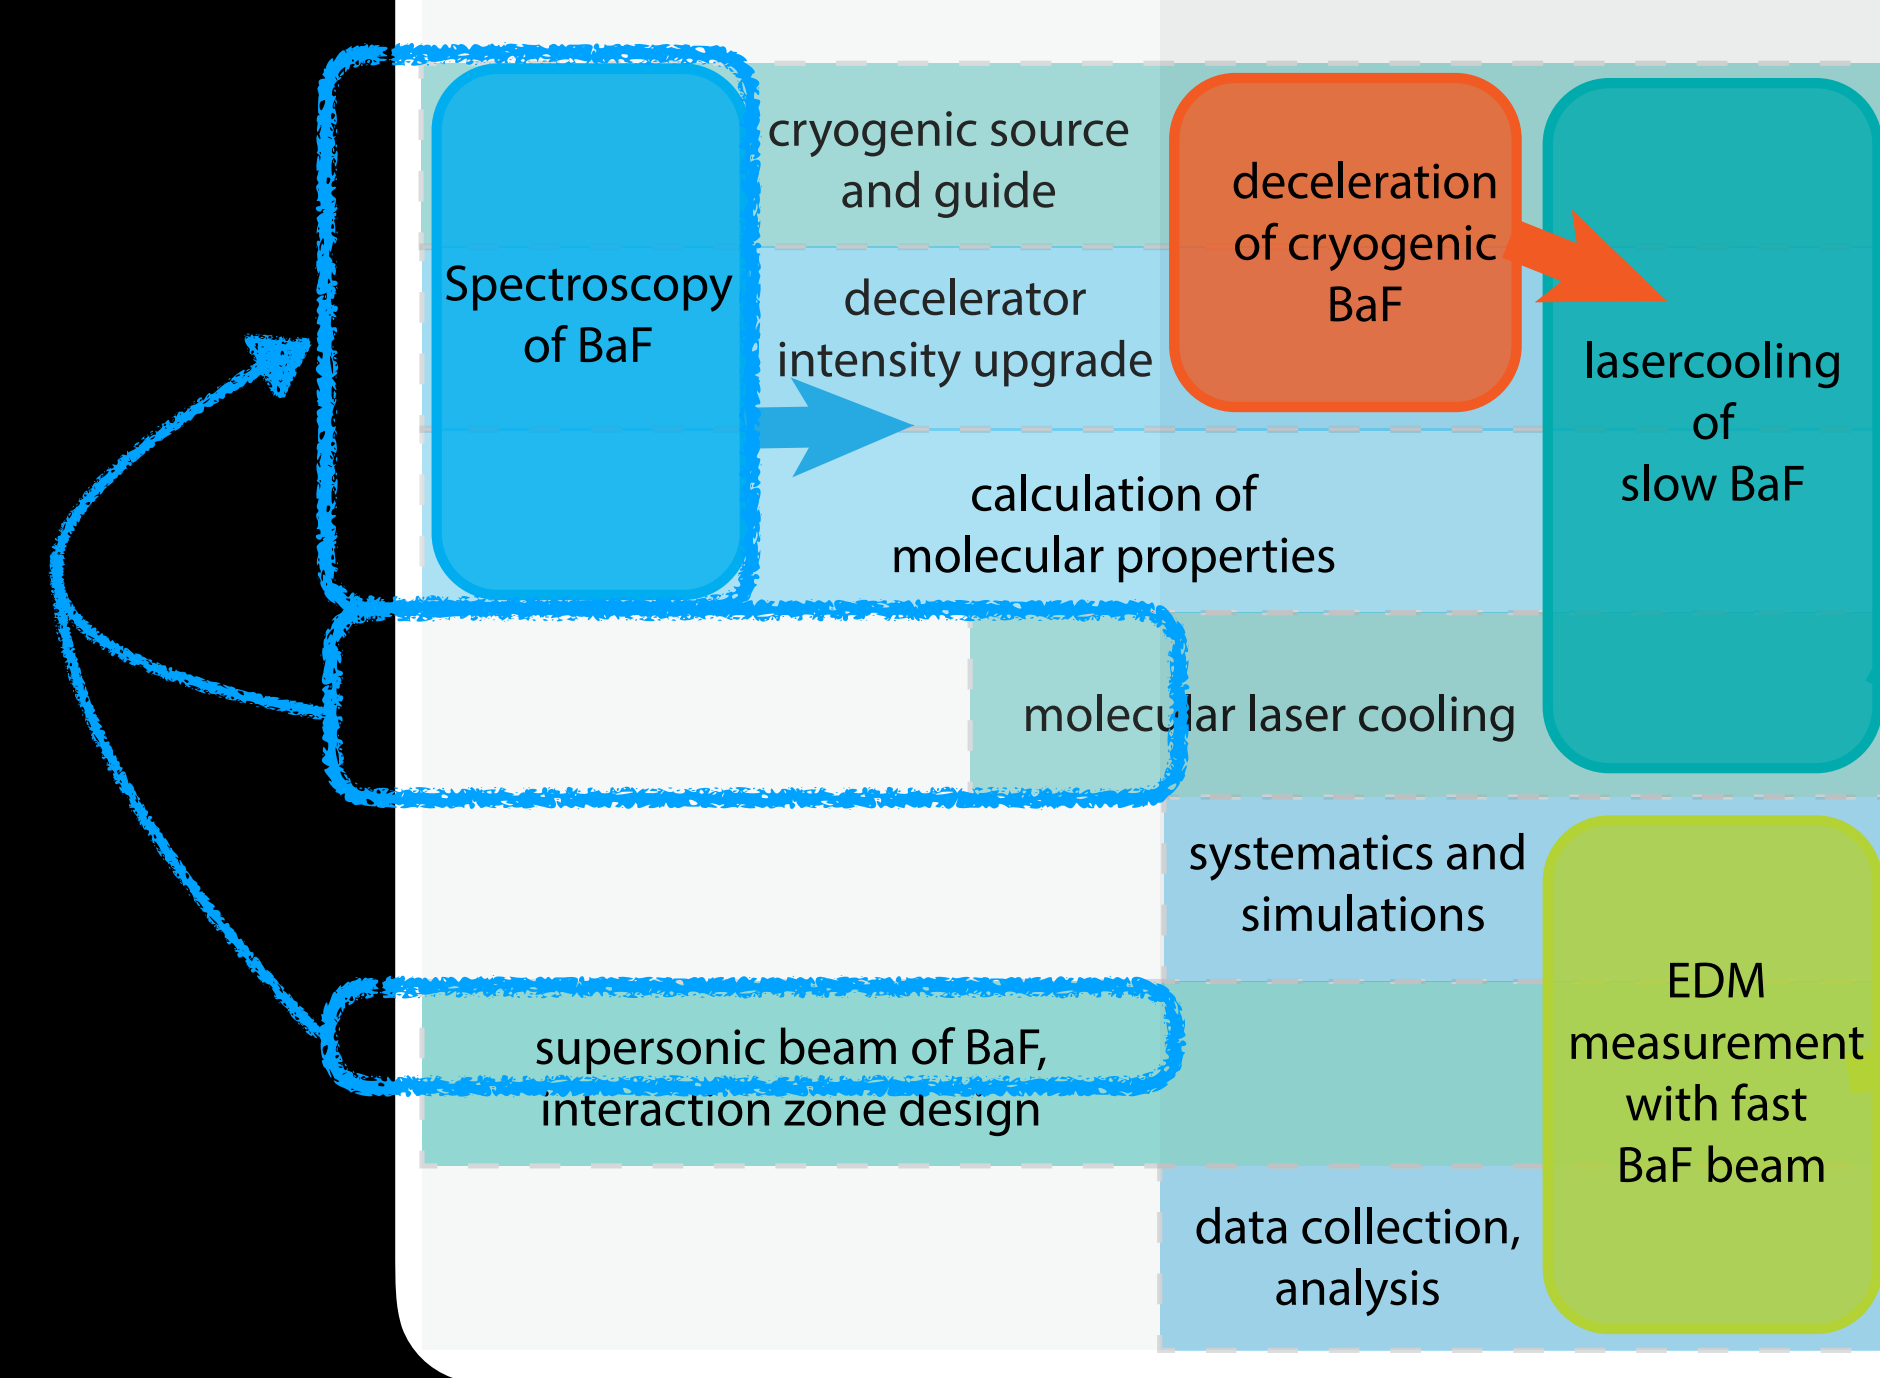 cryogenic source
and guide
deceleration
of cryogenic
BaF
Spectroscopy
of BaF
decelerator
intensity upgrade
lasercooling
of
slow BaF
calculation of
molecular properties
molecular laser cooling
systematics and
simulations
EDM
measurement
with fast
BaF beam
supersonic beam of BaF,
interaction zone design
data collection,
analysis